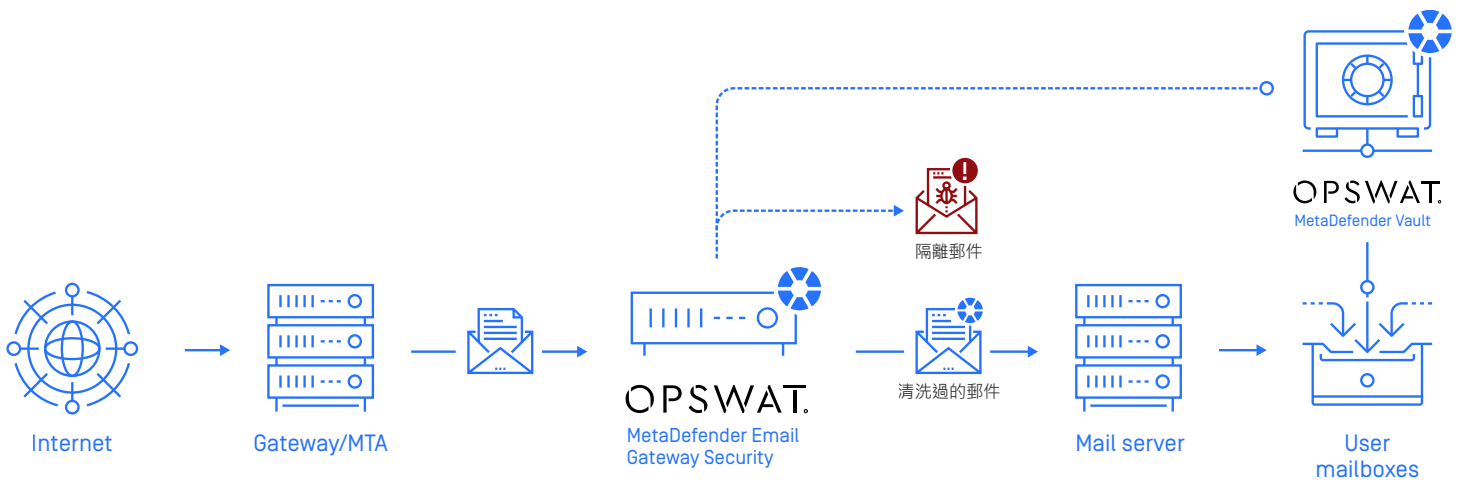 OPSWAT.
MetaDefender Vault
隔離郵件
清洗過的郵件
OPSWAT.
MetaDefender Email
Gateway Security
Internet
Gateway/MTA
Mail server
User
mailboxes